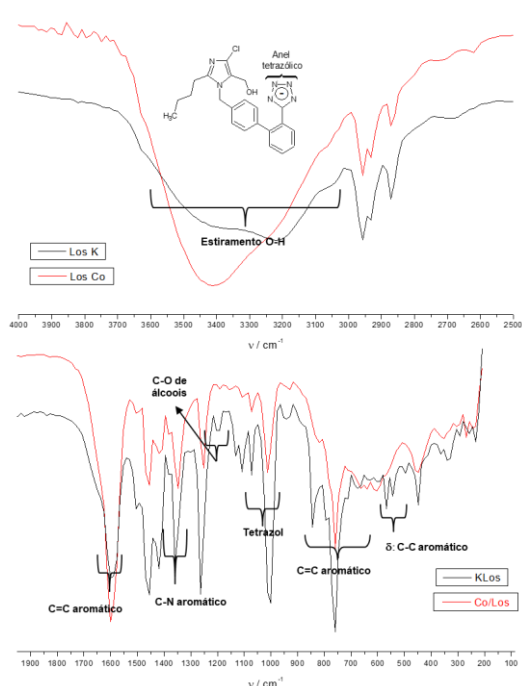 Anel
tetrazólico
Cl
N
N
OH
N
N
N
N
H₃C
Estiramento O-H
Los K
Los Co
4000 3900 3800 3700 3600 3500 3400 3300 3200 3100 3000 2900 2800 2700 2600 2500
ν / cm⁻¹
C-O de
álcoois
Tetrazol
δ: C-C aromático
C=C aromático
C-N aromático
C=C aromático
KLos
Co/Los
1900 1800 1700 1600 1500 1400 1300 1200 1100 1000 900 800 700 600 500 400 300 200 100
ν / cm⁻¹